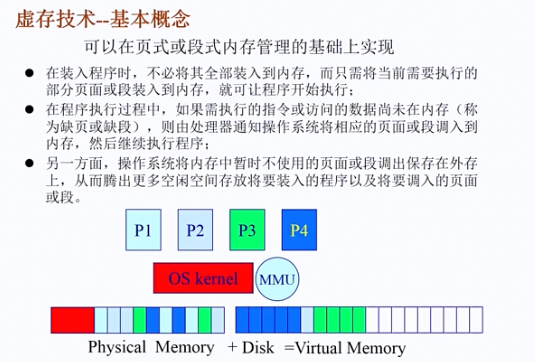 虚存技术--基本概念
可以在页式或段式内存管理的基础上实现
● 在装入程序时，不必将其全部装入到内存，而只需将当前需要执行的
部分页面或段装入到内存，就可让程序开始执行；
● 在程序执行过程中，如果需执行的指令或访问的数据尚未在内存（称
为缺页或缺段），则由处理器通知操作系统将相应的页面或段调入到
内存，然后继续执行程序；
● 另一方面，操作系统将内存中暂时不使用的页面或段调出保存在外存
上，从而腾出更多空闲空间存放将要装入的程序以及将要调入的页面
或段。
P1 P2 P3 P4
OS kernel MMU
Physical Memory + Disk =Virtual Memory